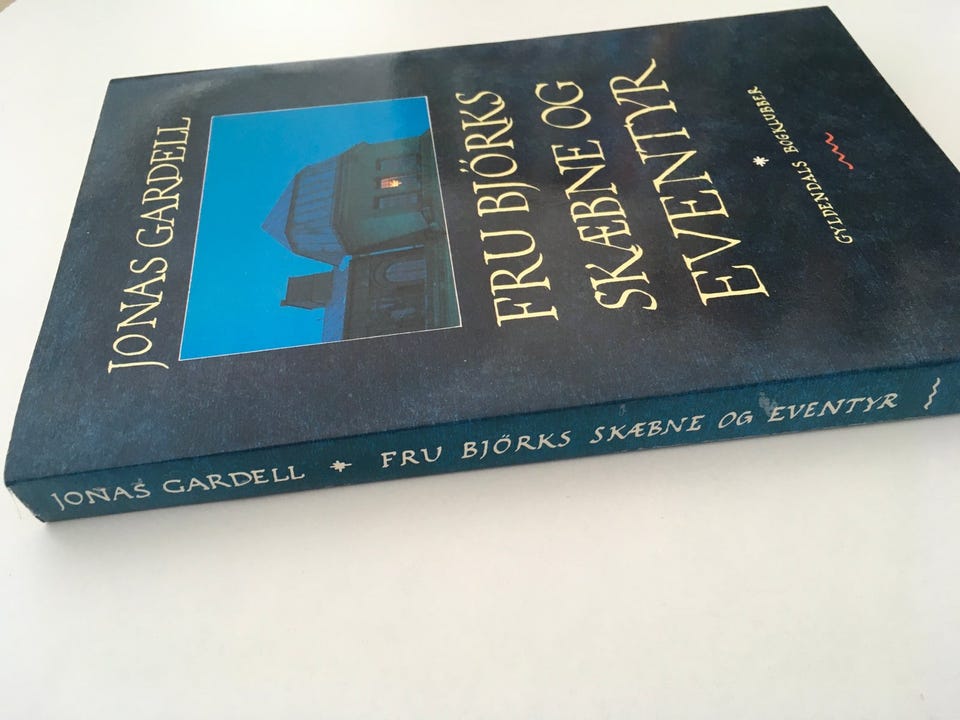 JONAS GARDELL
FRU BJÖRKS
SKÆBNE OG
EVENTYR
*
GYLDENDALS BOGKLUBBER
JONAS GARDELL * FRU BJÖRKS SKÆBNE OG EVENTYR